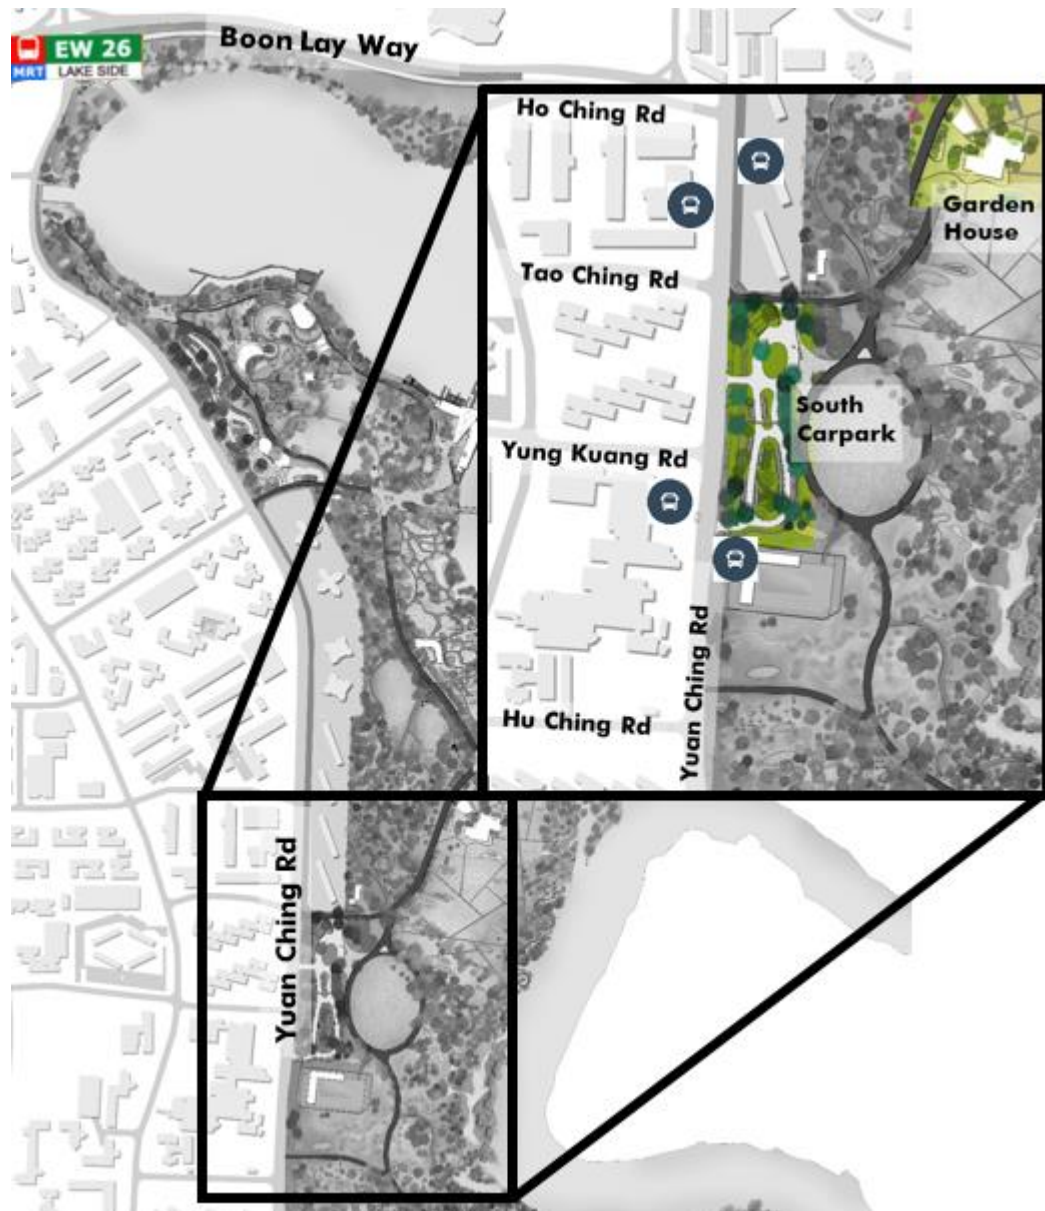 Boon Lay Way
EW 26
MRT LAKE SIDE
Ho Ching Rd
Garden
House
Tao Ching Rd
South
Carpark
Yung Kuang Rd
Yuan Ching Rd
Hu Ching Rd
Yuan Ching Rd